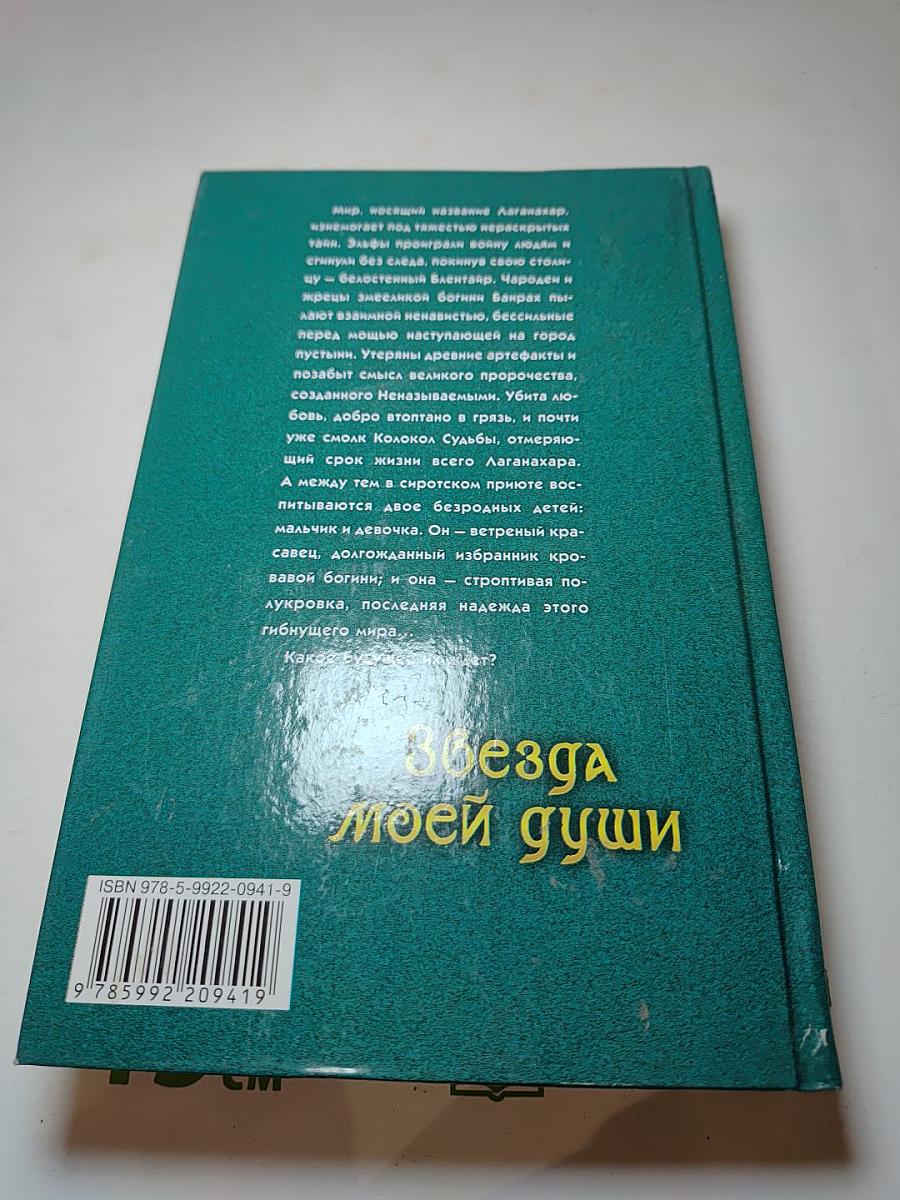 Мир, носящий название Лаганахар,
изнемогает под тяжестью нераскрытых
тайн. Эльфы проиграли войну людям и
сгинули без следа, покинув свою столи-
цу – белостенный Блентайр. Чародеи и
жрецы змееликой богини Банрах пы-
лают взаимной ненавистью, бессильные
перед мощью наступающей на город
пустыни. Утеряны древние артефакты и
позабыт смысл великого пророчества,
созданного Неназываемыми. Убита лю-
бовь, добро втоптано в грязь, и почти
уже смолк Колокол Судьбы, отмеряю-
щий срок жизни всего Лаганахара.
А между тем в сиротском приюте вос-
питываются двое безродных детей:
мальчик и девочка. Он – ветреный кра-
савец, долгожданный избранник кро-
вавой богини; и она – строптивая по-
лукровка, последняя надежда этого
гибнущего мира...
Какое будущее их ждет?
Звезда
моей души
ISBN 978-5-9922-0941-9
9 785992 209419
см